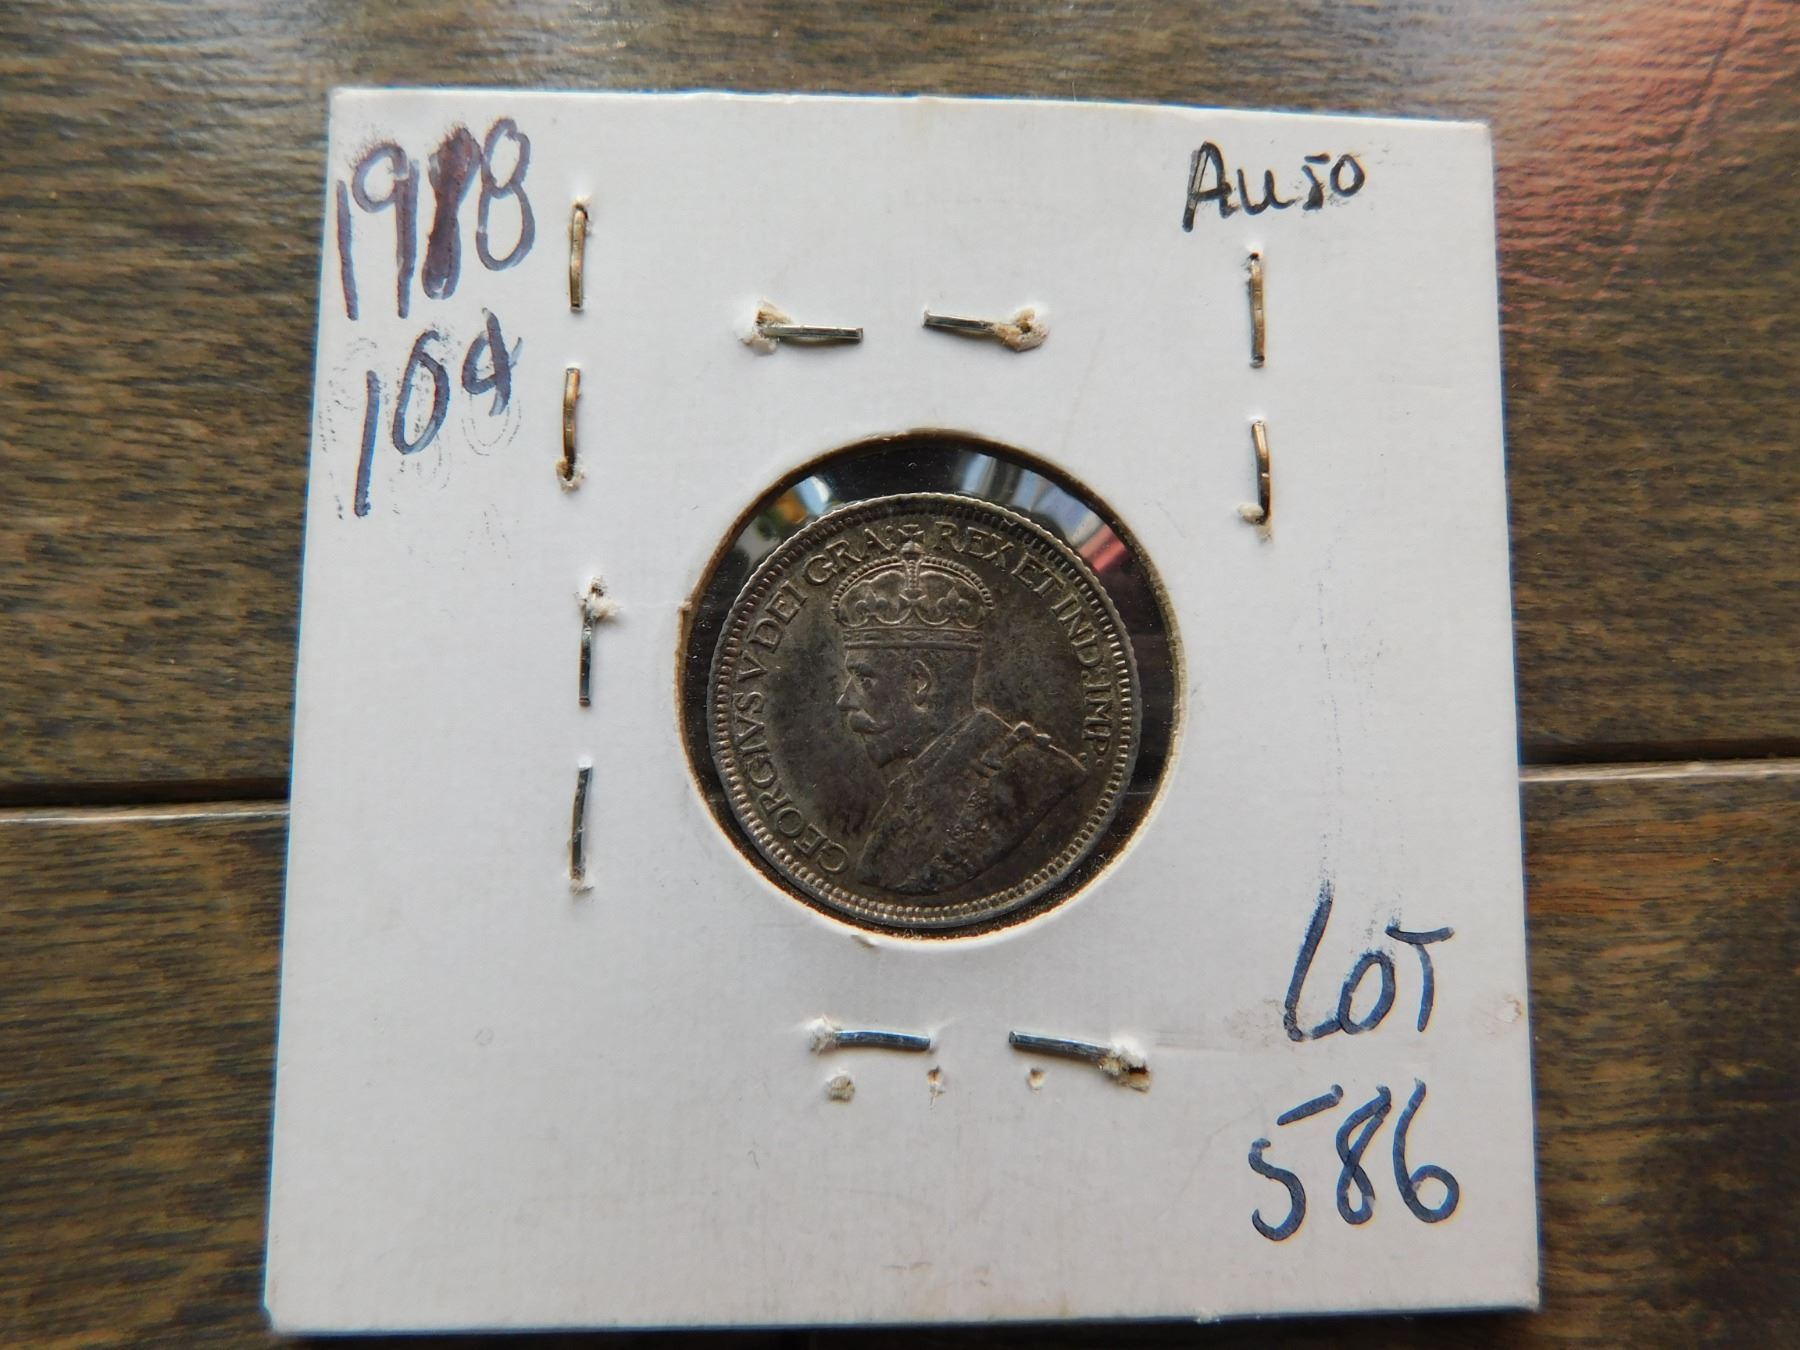 1918
10¢
AU50
GEORGIVS V DEI GRA: REX ET IND: IMP:
LOT
586